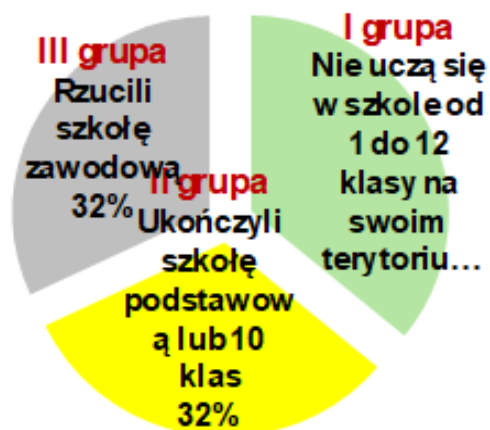 I grupa
Nie uczą się
w szkole od
1 do 12
klasy na
swoim
terytoriu…
III grupa
Rzucili
szkołę
zawodową
32%
II grupa
Ukończyli
szkołę
podstawow
ą lub 10
klas
32%